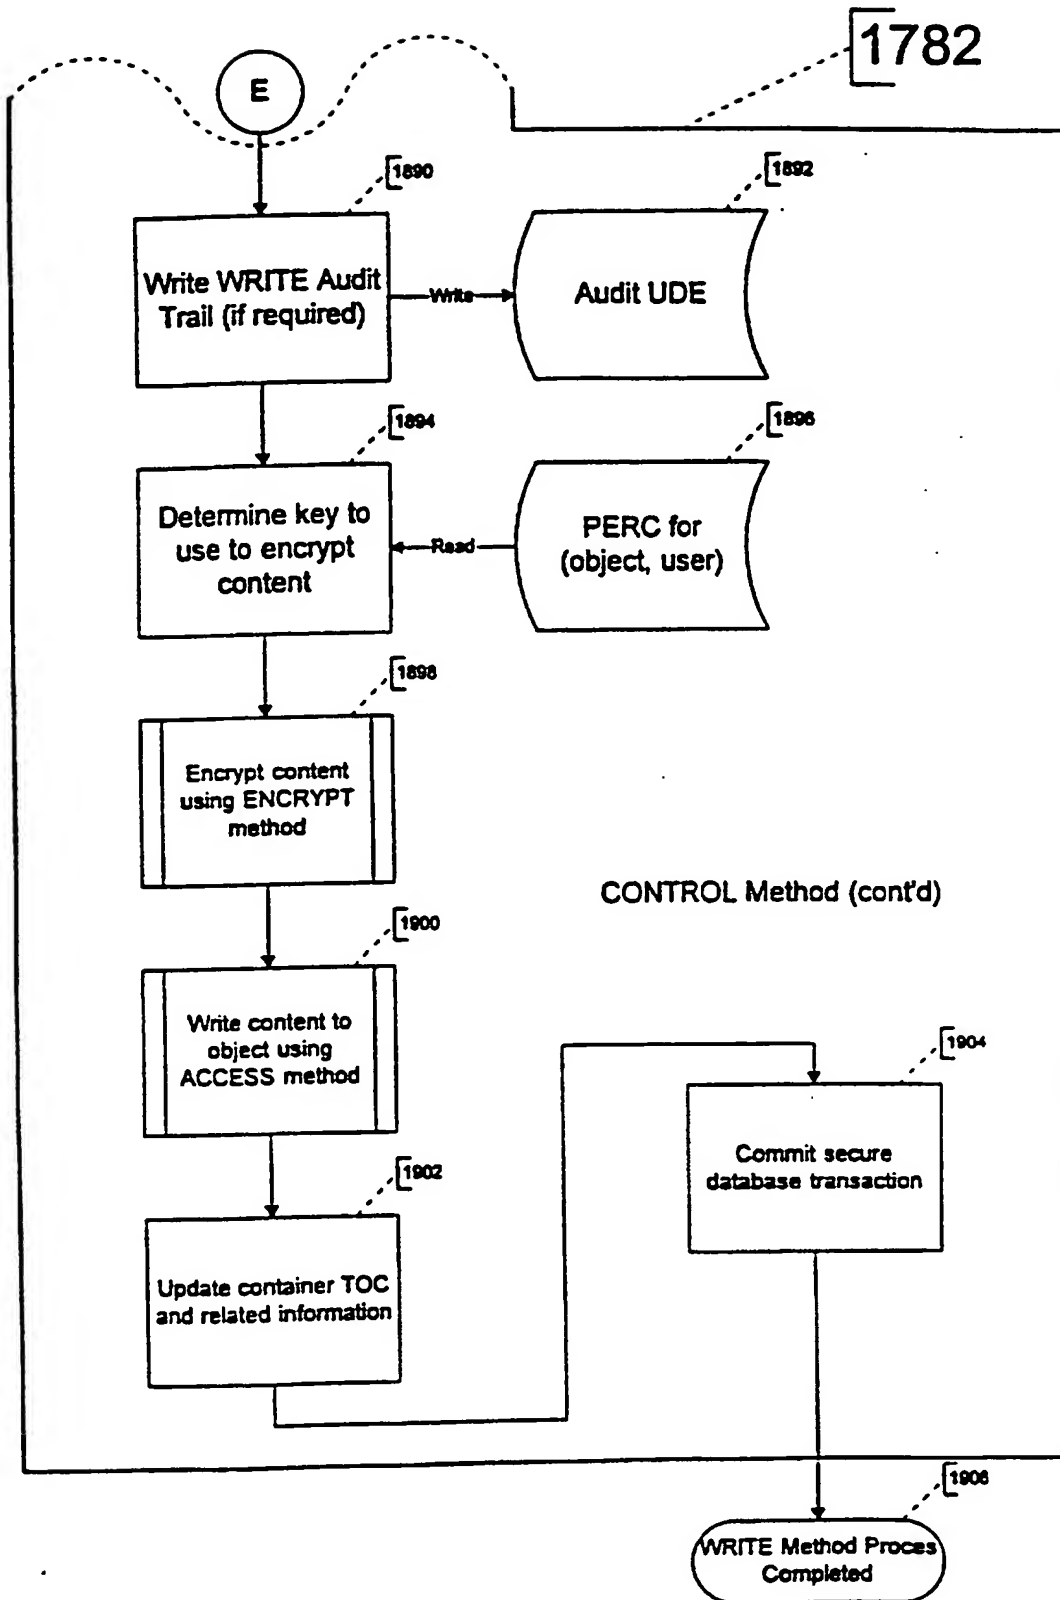 1782
E
1890
Write WRITE Audit
Trail (if required)
Write
1892
Audit UDE
1894
Determine key to
use to encrypt
content
Read
1896
PERC for
(object, user)
1898
Encrypt content
using ENCRYPT
method
CONTROL Method (cont'd)
1900
Write content to
object using
ACCESS method
1902
Update container TOC
and related information
1904
Commit secure
database transaction
1906
WRITE Method Proces
Completed